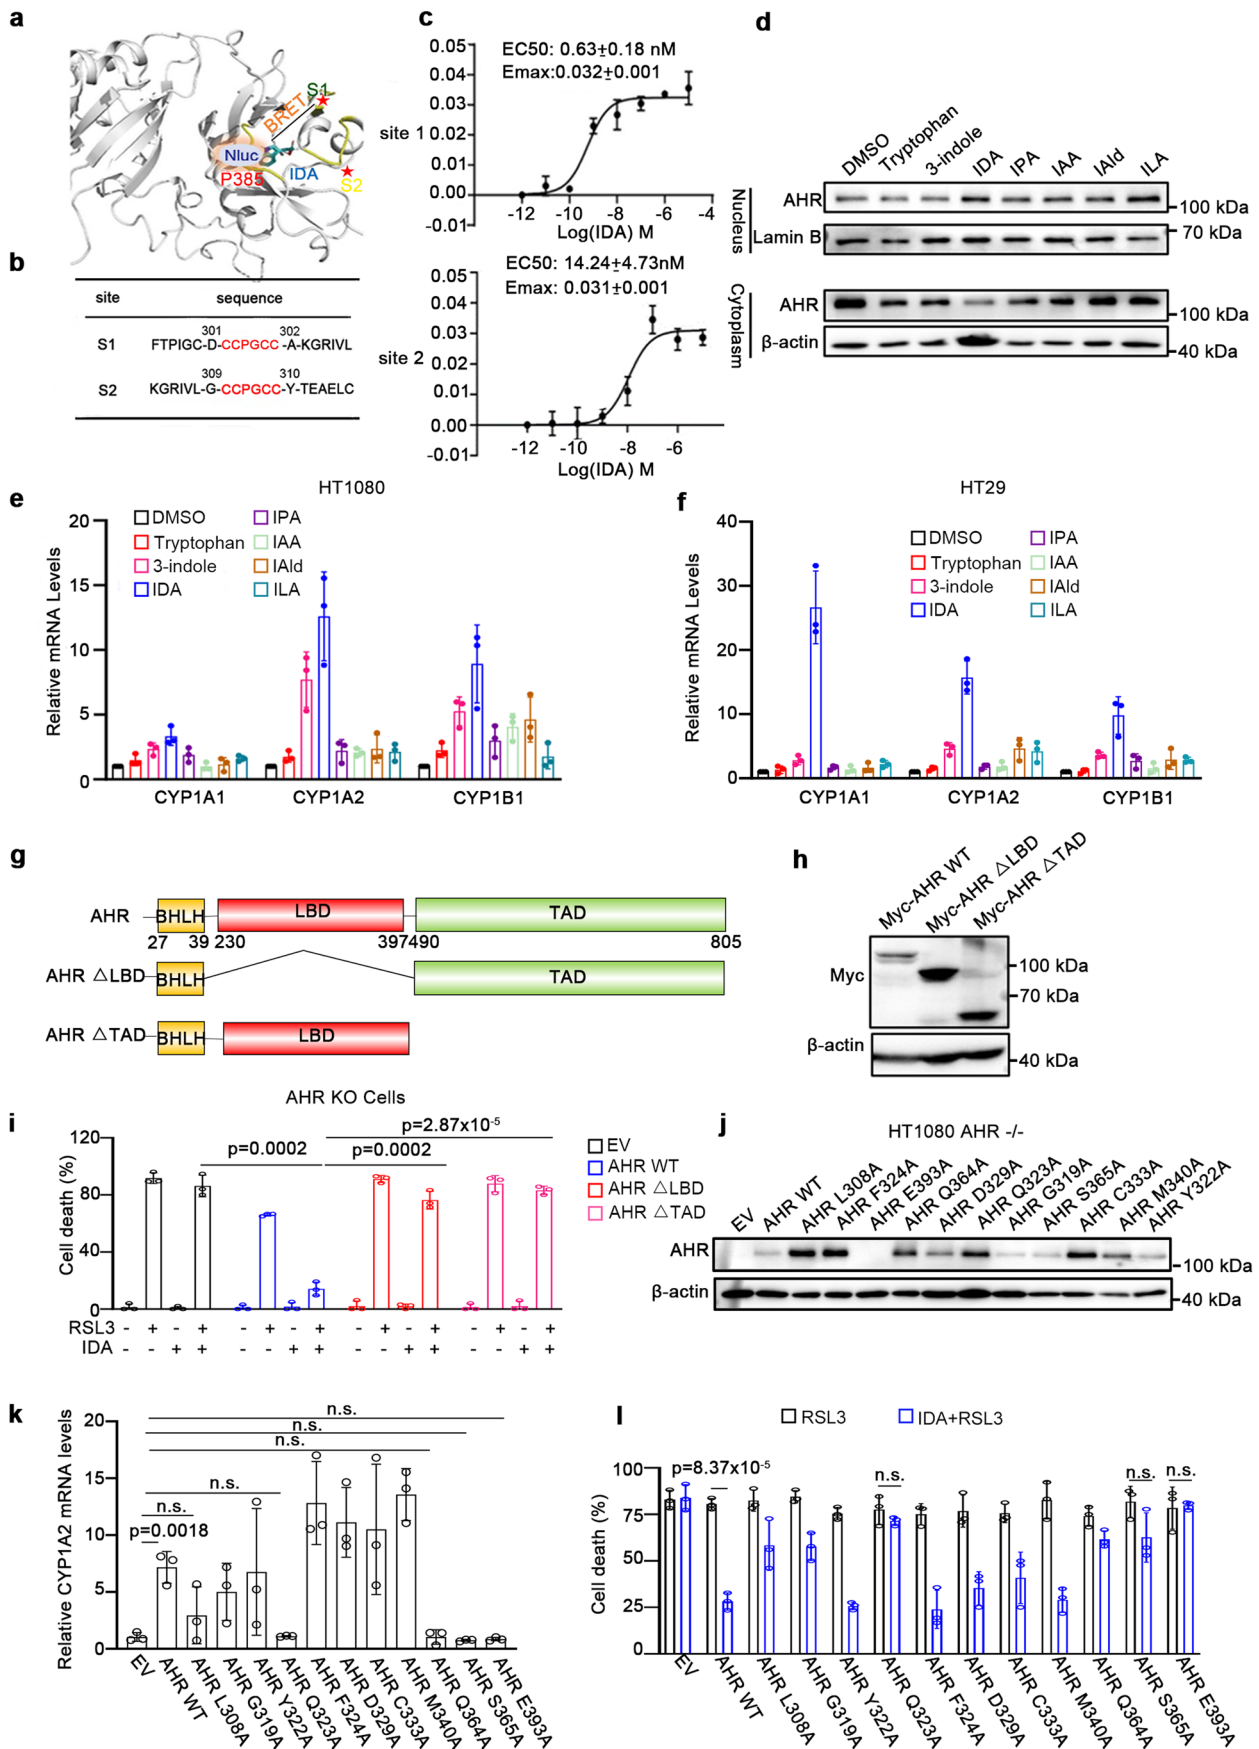 a
S1
BRET
Nluc
P385
IDA
S2
b
site sequence
301 302
S1 FTPIGC-D-CCPGCC -A-KGRIVL
309 310
S2 KGRIVL-G-CCPGCC-Y-TEAELC
c
EC50: 0.63±0.18 nM
Emax:0.032±0.001
site 1
0.05
0.04
0.03
0.02
0.01
0.00
-0.01
-12 -10 -8 -6 -4
Log(IDA) M
EC50: 14.24±4.73nM
Emax: 0.031±0.001
site 2
0.05
0.04
0.03
0.02
0.01
0.00
-0.01
-12 -10 -8 -6
Log(IDA) M
d
DMSO Tryptophan 3-indole IDA IPA IAA IAld ILA
Nucleus
AHR 100 kDa
Lamin B 70 kDa
Cytoplasm
AHR 100 kDa
β-actin 40 kDa
e
HT1080
Relative mRNA Levels
20
15
10
5
0
DMSO IPA
Tryptophan IAA
3-indole IAld
IDA ILA
CYP1A1 CYP1A2 CYP1B1
f
HT29
Relative mRNA Levels
40
30
20
10
0
DMSO IPA
Tryptophan IAA
3-indole IAld
IDA ILA
CYP1A1 CYP1A2 CYP1B1
g
AHR BHLH LBD TAD
27 39 230 397 490 805
AHR △LBD BHLH TAD
AHR △TAD BHLH LBD
h
Myc-AHR WT Myc-AHR △LBD Myc-AHR △TAD
Myc
100 kDa
70 kDa
β-actin
40 kDa
i
AHR KO Cells
Cell death (%)
120
80
40
0
p=2.87x10-5
p=0.0002 p=0.0002
EV
AHR WT
AHR △LBD
AHR △TAD
RSL3 - + - + - + - + - + - + - + - +
IDA - - + + - - + + - - + + - - + +
j
HT1080 AHR -/-
EV AHR WT AHR L308A AHR F324A AHR E393A AHR Q364A AHR D329A AHR Q323A AHR G319A AHR S365A AHR C333A AHR M340A AHR Y322A
AHR 100 kDa
β-actin 40 kDa
k
Relative CYP1A2 mRNA levels
20
15
10
5
0
n.s.
n.s.
n.s.
n.s.
n.s.
p=0.0018
EV AHR WT AHR L308A AHR G319A AHR Y322A AHR Q323A AHR F324A AHR D329A AHR C333A AHR M340A AHR Q364A AHR S365A AHR E393A
l
RSL3 IDA+RSL3
Cell death (%)
100
75
50
25
0
p=8.37x10-5 n.s. n.s. n.s.
EV AHR WT AHR L308A AHR G319A AHR Y322A AHR Q323A AHR F324A AHR D329A AHR C333A AHR M340A AHR Q364A AHR S365A AHR E393A